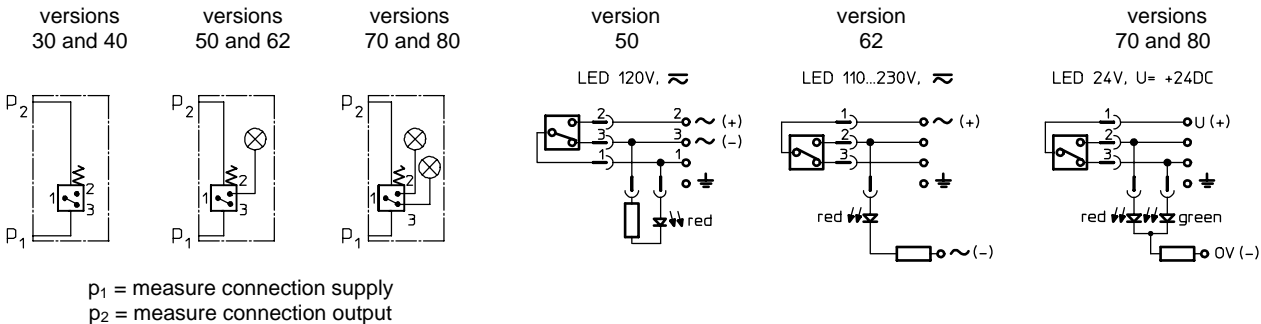 versions
30 and 40
versions
50 and 62
versions
70 and 80
version
50
version
62
versions
70 and 80
LED 120V, ⎓
LED 110...230V, ⎓
LED 24V, U= +24DC
p2
1
2
3
p1
p2
1
2
3
p1
p2
1
2
3
p1
2
2
~ (+)
3
3
~ (-)
1
1
red
1
~ (+)
2
3
red
~ (-)
1
U (+)
2
3
red
green
0V (-)
p₁ = measure connection supply
p₂ = measure connection output